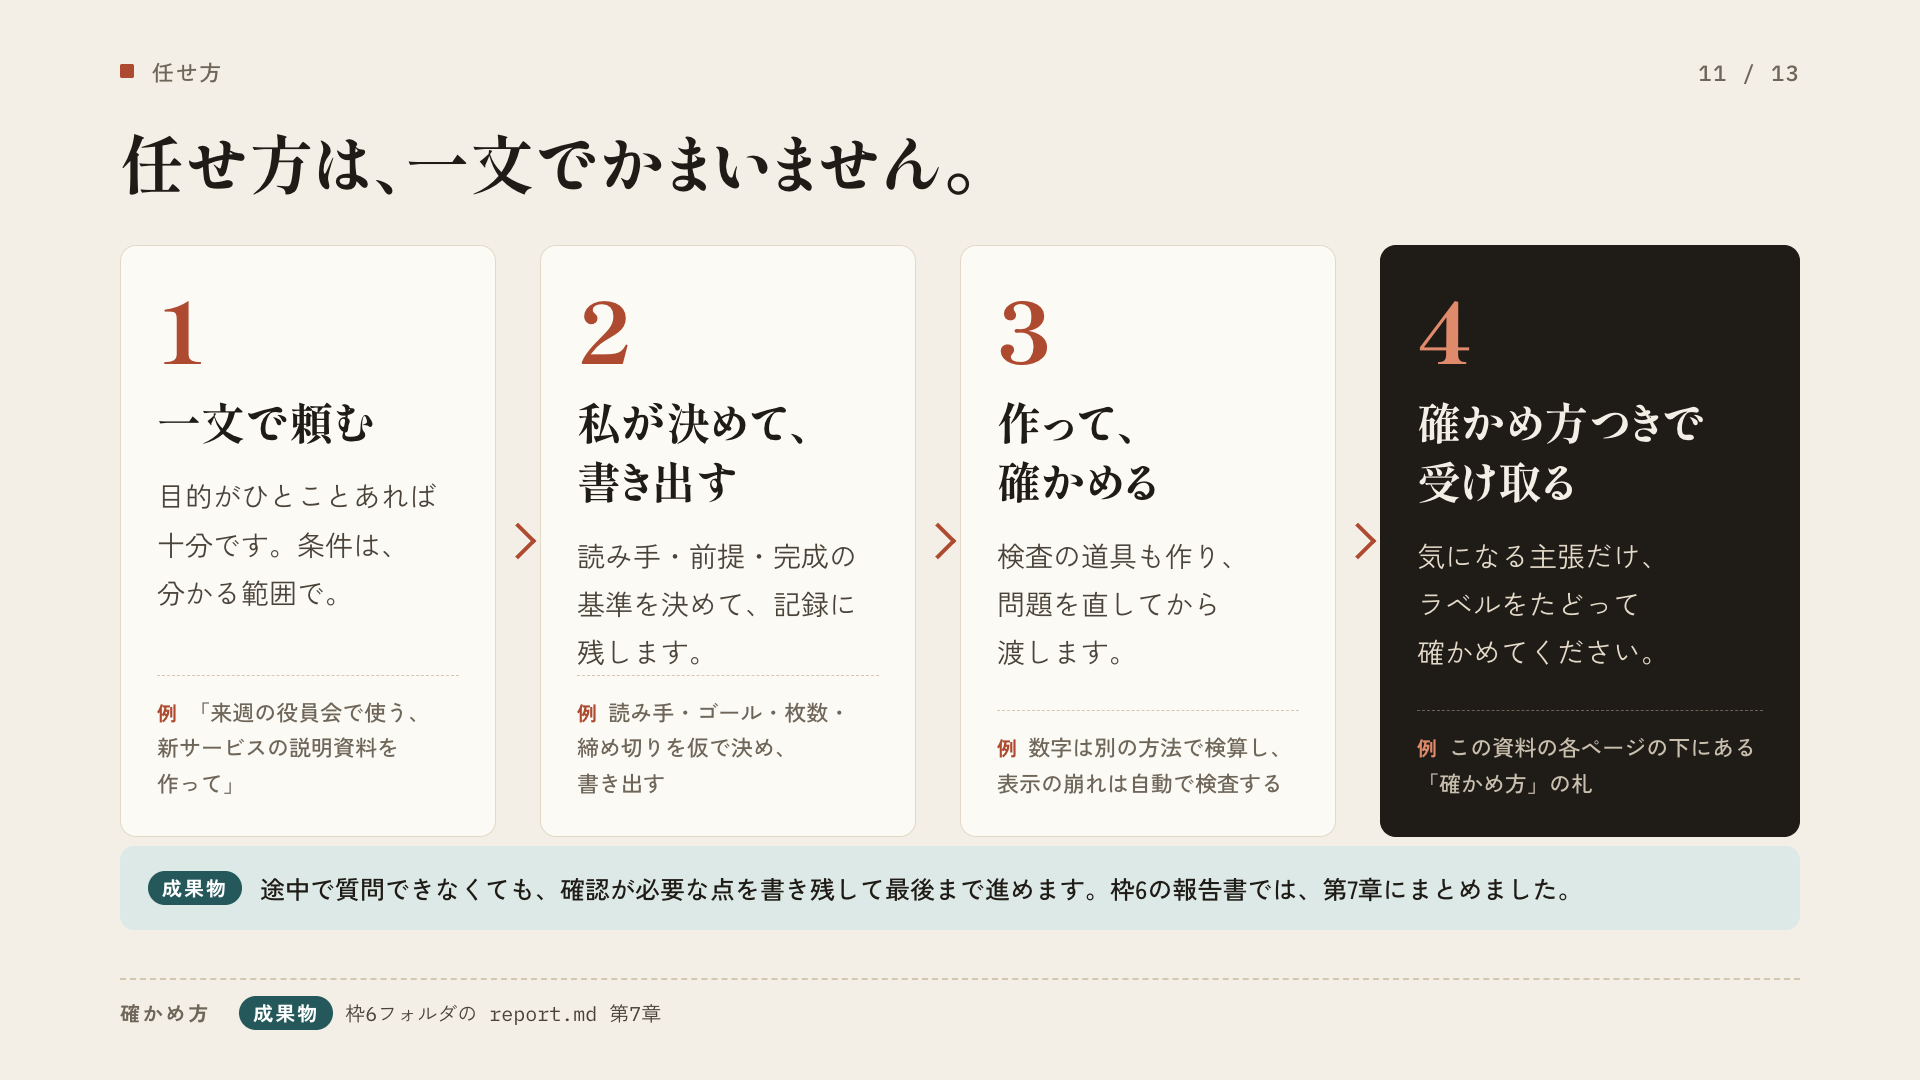 任せ方
11 / 13
任せ方は、一文でかまいません。
1
一文で頼む
目的がひとことあれば
十分です。条件は、
分かる範囲で。
例 「来週の役員会で使う、
新サービスの説明資料を
作って」
2
私が決めて、
書き出す
読み手・前提・完成の
基準を決めて、記録に
残します。
例 読み手・ゴール・枚数・
締め切りを仮で決め、
書き出す
3
作って、
確かめる
検査の道具も作り、
問題を直してから
渡します。
例 数字は別の方法で検算し、
表示の崩れは自動で検査する
4
確かめ方つきで
受け取る
気になる主張だけ、
ラベルをたどって
確かめてください。
例 この資料の各ページの下にある
「確かめ方」の札
成果物 途中で質問できなくても、確認が必要な点を書き残して最後まで進めます。枠6の報告書では、第7章にまとめました。
確かめ方 成果物 枠6フォルダの report.md 第7章